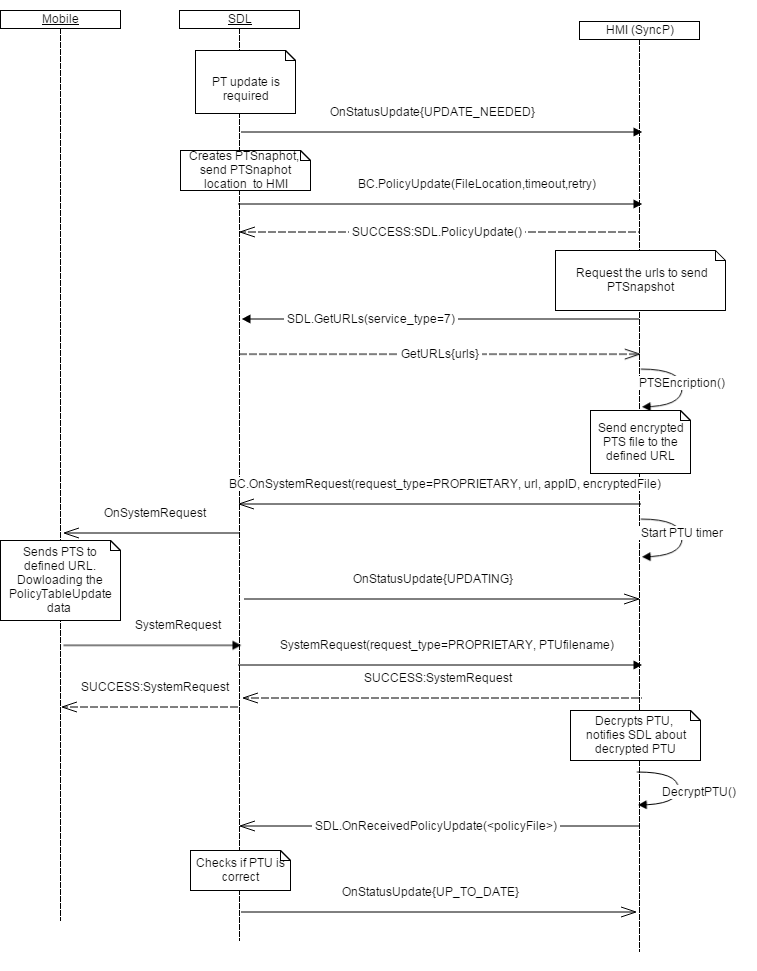 Mobile
SDL
HMI (SyncP)
PT update is
required
OnStatusUpdate{UPDATE_NEEDED}
Creates PTSnaphot,
send PTSnaphot
location to HMI
BC.PolicyUpdate(FileLocation,timeout,retry)
SUCCESS:SDL.PolicyUpdate()
Request the urls to send
PTSnapshot
SDL.GetURLs(service_type=7)
GetURLs{urls}
PTSEncription()
Send encrypted
PTS file to the
defined URL
BC.OnSystemRequest(request_type=PROPRIETARY, url, appID, encryptedFile)
OnSystemRequest
Start PTU timer
Sends PTS to
defined URL.
Dowloading the
PolicyTableUpdate
data
OnStatusUpdate{UPDATING}
SystemRequest
SystemRequest(request_type=PROPRIETARY, PTUfilename)
SUCCESS:SystemRequest
SUCCESS:SystemRequest
Decrypts PTU,
notifies SDL about
decrypted PTU
DecryptPTU()
SDL.OnReceivedPolicyUpdate(<policyFile>)
Checks if PTU is
correct
OnStatusUpdate{UP_TO_DATE}